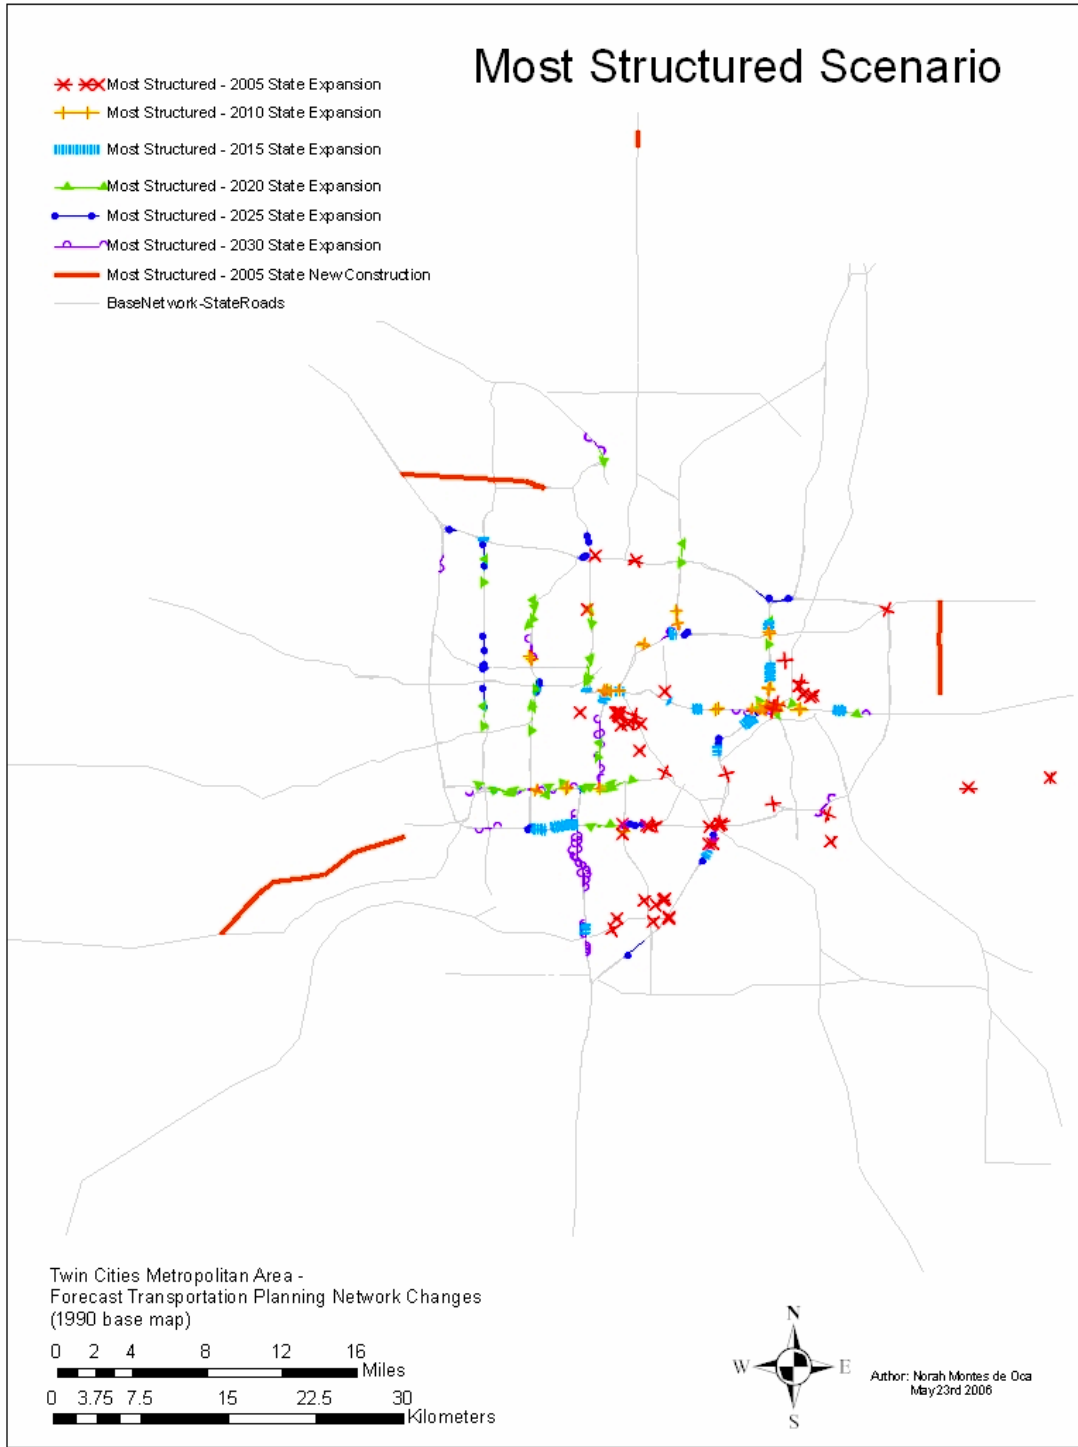 Most Structured Scenario
Most Structured - 2005 State Expansion
Most Structured - 2010 State Expansion
Most Structured - 2015 State Expansion
Most Structured - 2020 State Expansion
Most Structured - 2025 State Expansion
Most Structured - 2030 State Expansion
Most Structured - 2005 State New Construction
BaseNetwork-StateRoads
Twin Cities Metropolitan Area -
Forecast Transportation Planning Network Changes
(1990 base map)
0 2 4 8 12 16
Miles
0 3.75 7.5 15 22.5 30
Kilometers
N
W E
S
Author: Norah Montes de Oca
May 23rd 2006